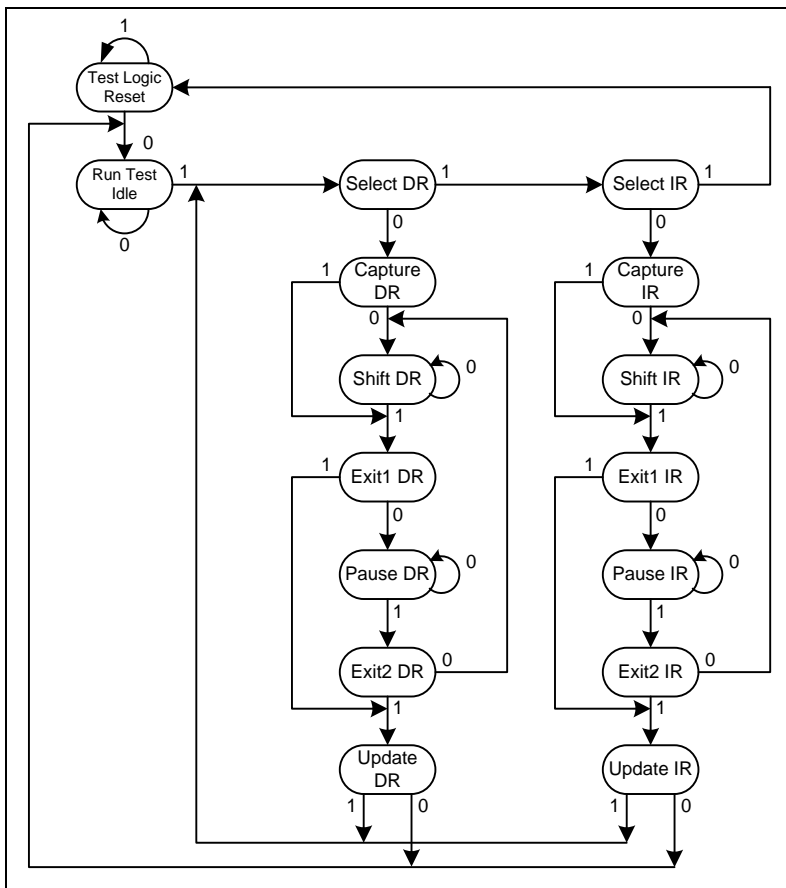 1
Test Logic
Reset
0
Run Test
Idle
1
0
Select DR
1
0
Select IR
1
0
Capture
DR
1
0
Capture
IR
1
0
Shift DR
0
1
Shift IR
0
1
Exit1 DR
1
0
Exit1 IR
1
0
Pause DR
0
1
Pause IR
0
1
Exit2 DR
0
1
Exit2 IR
0
1
Update
DR
1
0
Update IR
1
0